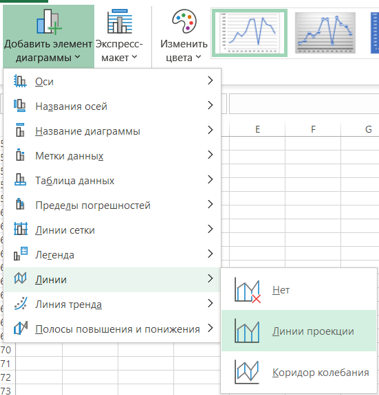 Добавить элемент диаграммы
Экспресс-макет
Изменить цвета
Оси
Названия осей
Название диаграммы
Метки данных
Таблица данных
Пределы погрешностей
Линии сетки
Легенда
Линии
Линия тренда
Полосы повышения и понижения
Нет
Линии проекции
Коридор колебания
E F G
70
71
72
73